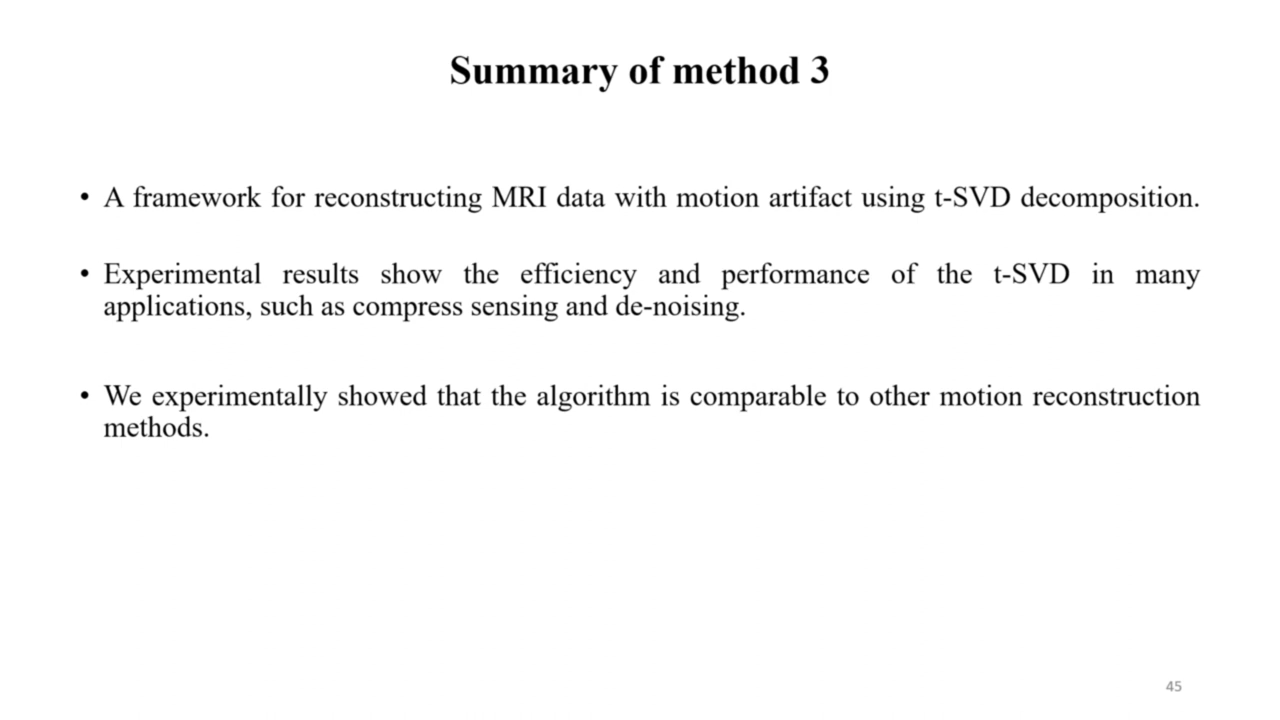 Summary of method 3
• A framework for reconstructing MRI data with motion artifact using t-SVD decomposition.
• Experimental results show the efficiency and performance of the t-SVD in many
applications, such as compress sensing and de-noising.
• We experimentally showed that the algorithm is comparable to other motion reconstruction
methods.
45